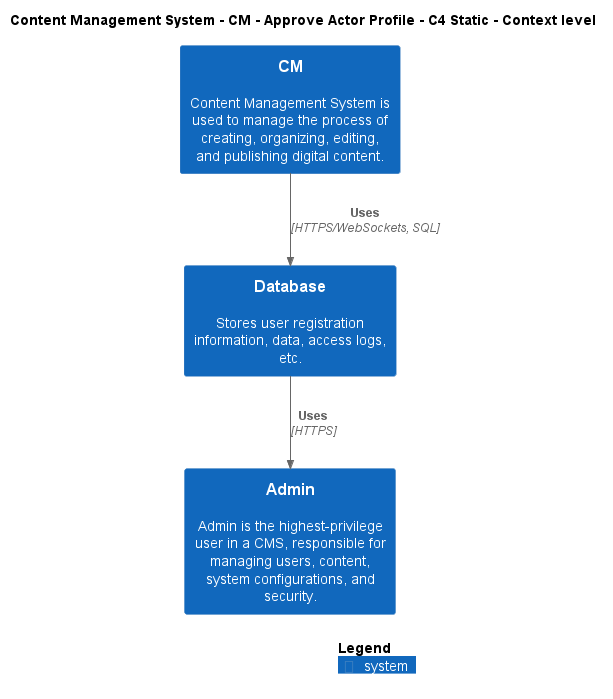 Content Management System - CM - Approve Actor Profile - C4 Static - Context level
CM
Content Management System is
used to manage the process of
creating, organizing, editing,
and publishing digital content.
Uses
[HTTPS/WebSockets, SQL]
Database
Stores user registration
information, data, access logs,
etc.
Uses
[HTTPS]
Admin
Admin is the highest-privilege
user in a CMS, responsible for
managing users, content,
system configurations, and
security.
Legend
system